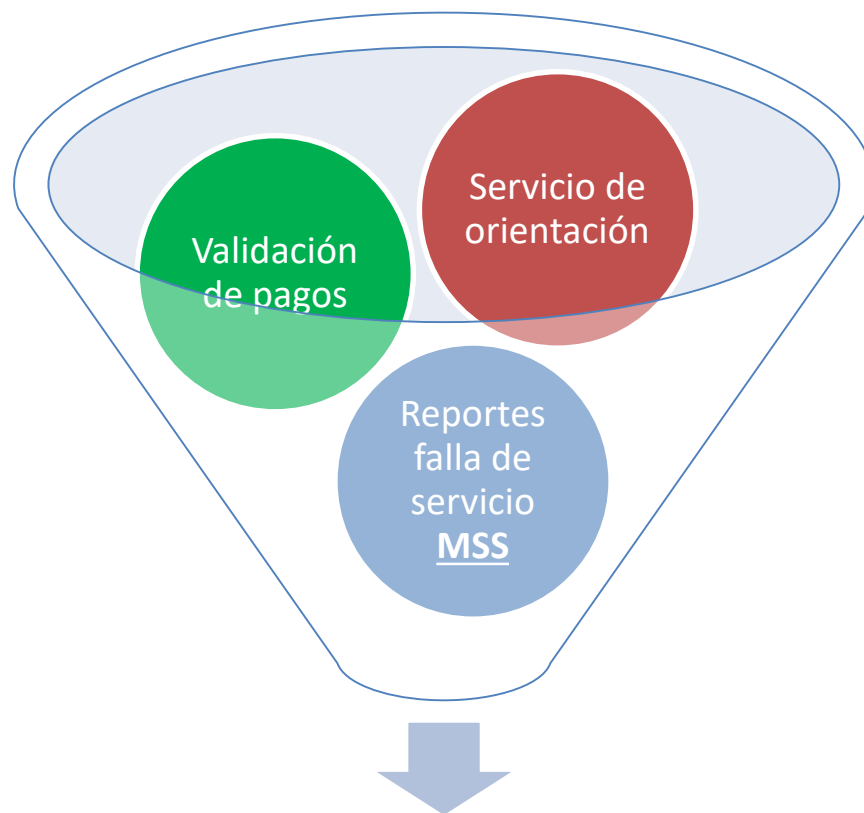 Servicio de
orientación
Validación
de pagos
Reportes
falla de
servicio
MSS